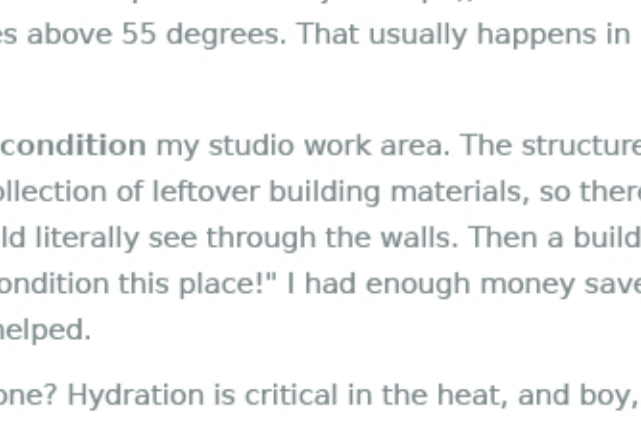 es above 55 degrees. That usually happens in
condition my studio work area. The structure
ollection of leftover building materials, so there
ld literally see through the walls. Then a build
ondition this place!" I had enough money save
helped.
one? Hydration is critical in the heat, and boy,